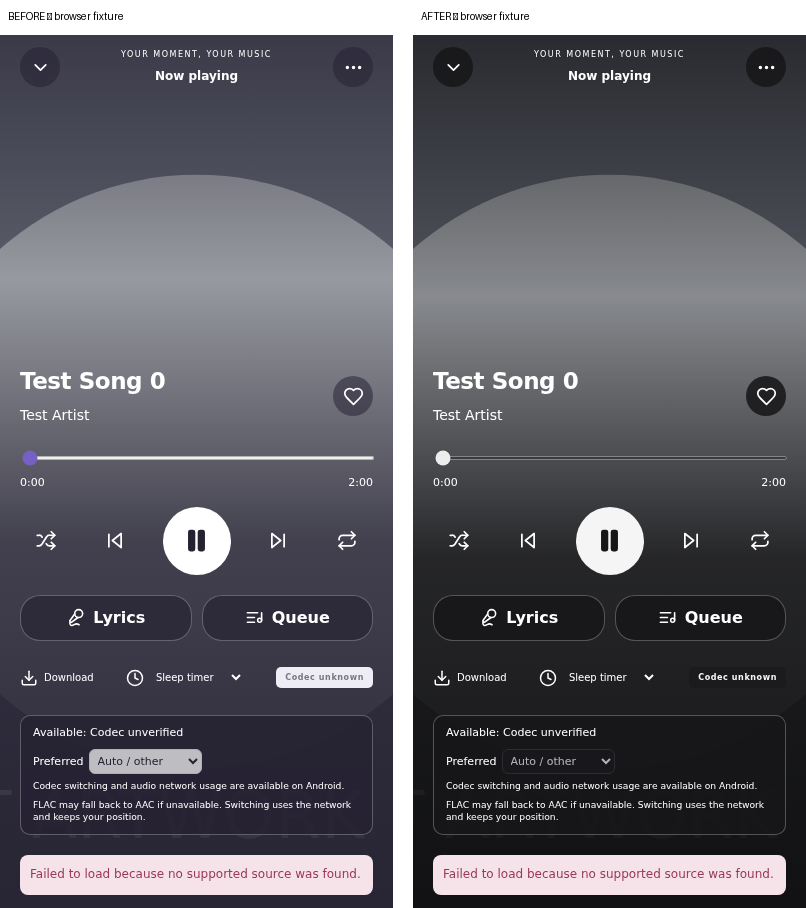 BEFORE browser fixture
YOUR MOMENT, YOUR MUSIC
Now playing
Test Song 0
Test Artist
0:00 2:00
Lyrics Queue
Download Sleep timer Codec unknown
Available: Codec unverified
Preferred Auto / other
Codec switching and audio network usage are available on Android.
FLAC may fall back to AAC if unavailable. Switching uses the network
and keeps your position.
Failed to load because no supported source was found.
AFTER browser fixture
YOUR MOMENT, YOUR MUSIC
Now playing
Test Song 0
Test Artist
0:00 2:00
Lyrics Queue
Download Sleep timer Codec unknown
Available: Codec unverified
Preferred Auto / other
Codec switching and audio network usage are available on Android.
FLAC may fall back to AAC if unavailable. Switching uses the network
and keeps your position.
Failed to load because no supported source was found.